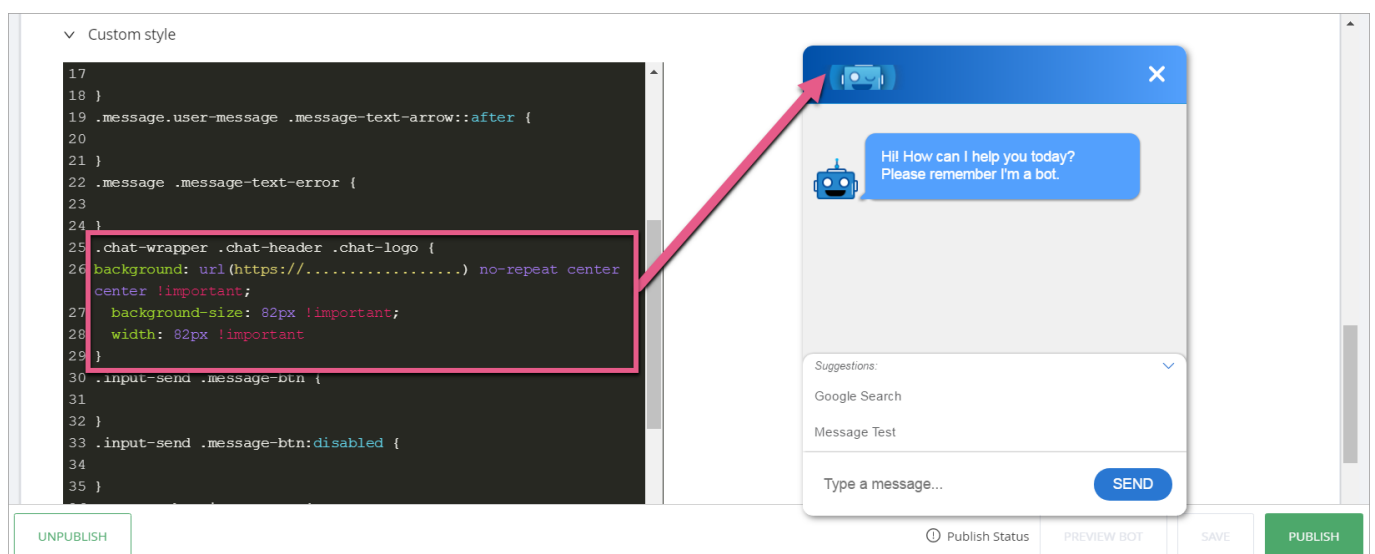 Custom style
17
18 }
19 .message.user-message .message-text-arrow::after {
20
21 }
22 .message .message-text-error {
23
24 }
25 .chat-wrapper .chat-header .chat-logo {
26 background: url(https://..................) no-repeat center
center !important;
27 background-size: 82px !important;
28 width: 82px !important
29 }
30 .input-send .message-btn {
31
32 }
33 .input-send .message-btn:disabled {
34
35 }
Hi! How can I help you today?
Please remember I'm a bot.
Suggestions:
Google Search
Message Test
Type a message...
SEND
UNPUBLISH
Publish Status
PREVIEW BOT
SAVE
PUBLISH